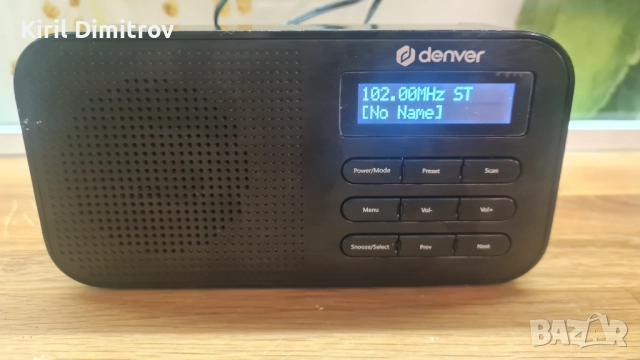 Kiril Dimitrov
denver
102.00MHz ST
[No Name]
Power/Mode Preset Scan
Menu Vol- Vol+
Snooze/Select Prev Next
BAZAR